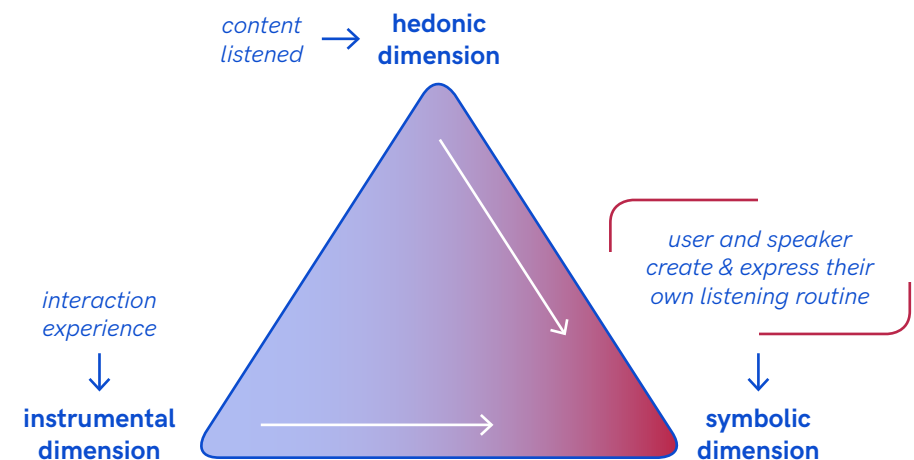 content
listened
hedonic
dimension
user and speaker
create & express their
own listening routine
interaction
experience
instrumental
dimension
symbolic
dimension